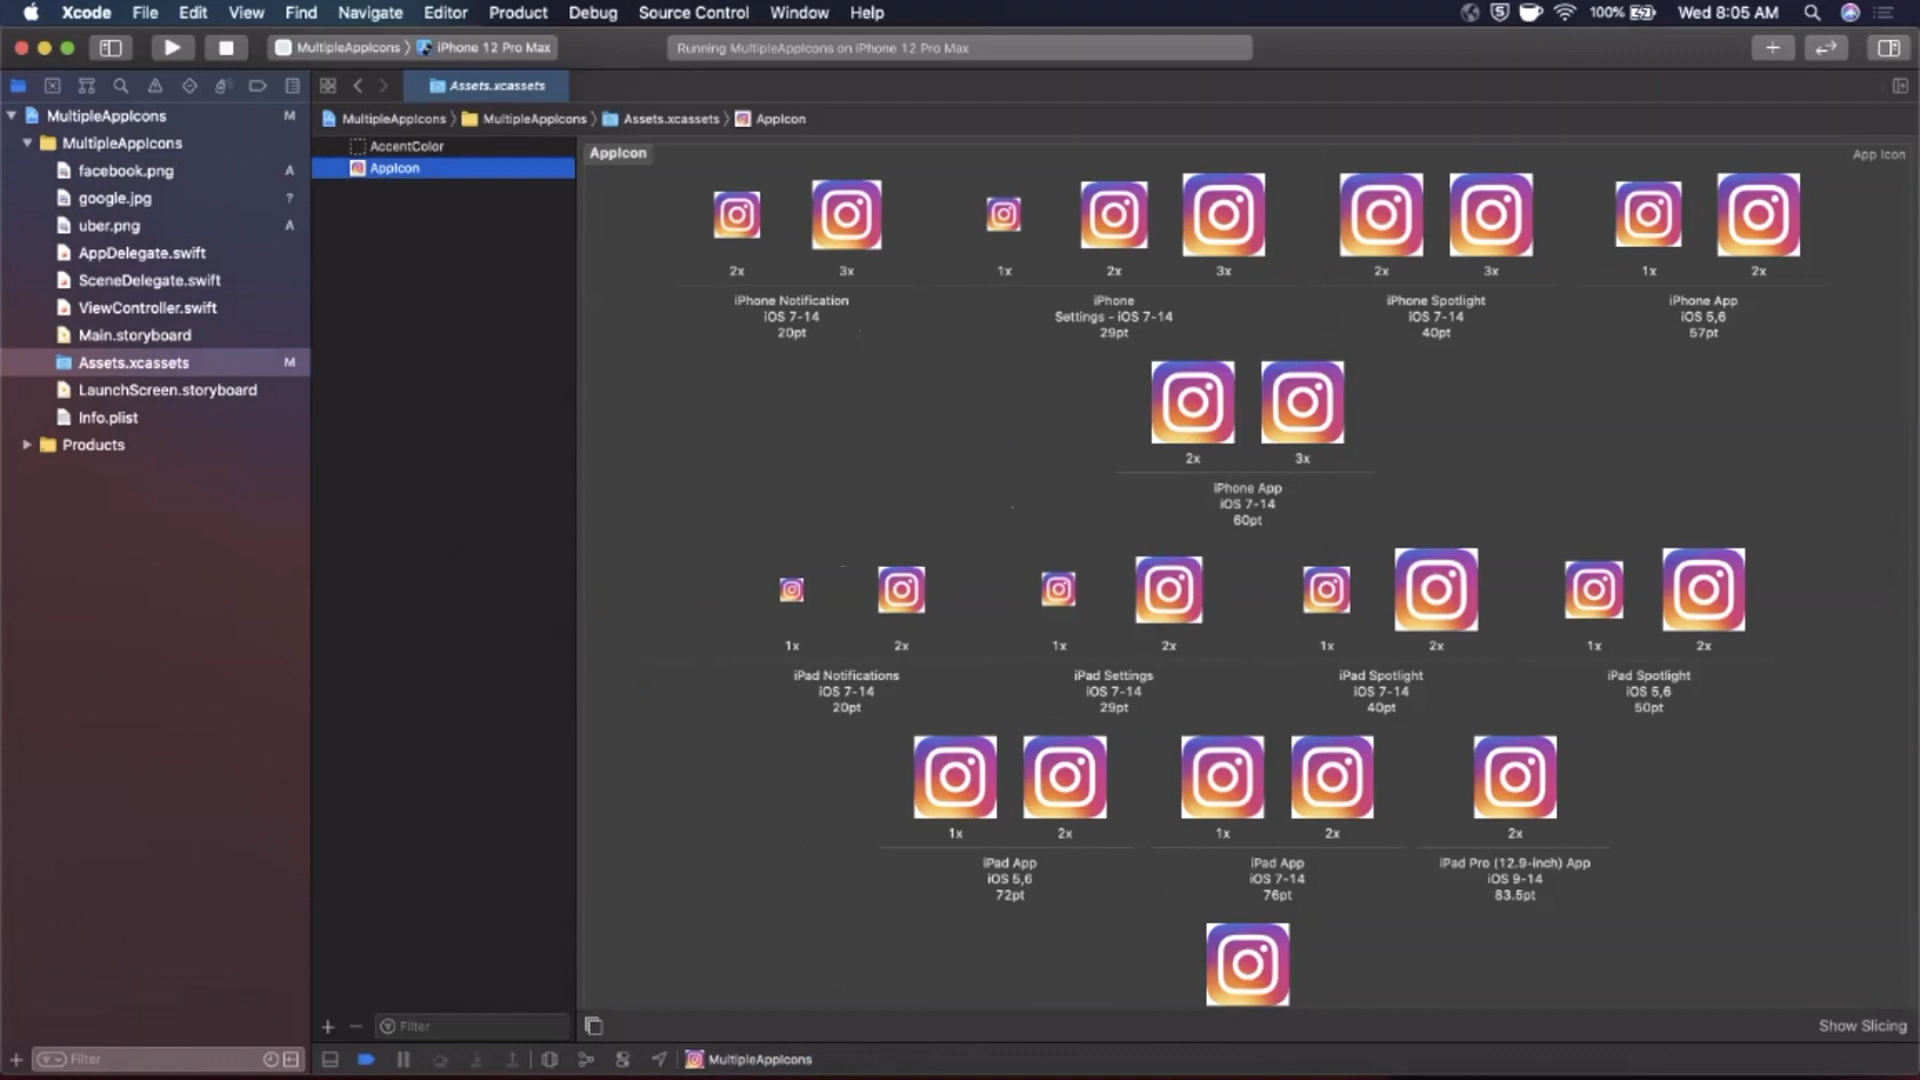 Xcode File Edit View Find Navigate Editor Product Debug Source Control Window Help 100% Wed 8:05 AM
MultipleAppIcons 〉 iPhone 12 Pro Max Running MultipleAppIcons on iPhone 12 Pro Max
Assets.xcassets
MultipleAppIcons M
MultipleAppIcons
facebook.png A
google.jpg ?
uber.png A
AppDelegate.swift
SceneDelegate.swift
ViewController.swift
Main.storyboard
Assets.xcassets M
LaunchScreen.storyboard
Info.plist
Products
Filter
MultipleAppIcons 〉 MultipleAppIcons 〉 Assets.xcassets 〉 AppIcon
AccentColor
AppIcon
Filter
AppIcon App Icon
2x 3x 1x 2x 3x 2x 3x 1x 2x
iPhone Notification
iOS 7-14
20pt
iPhone
Settings - iOS 7-14
29pt
iPhone Spotlight
iOS 7-14
40pt
iPhone App
iOS 5,6
57pt
2x 3x
iPhone App
iOS 7-14
60pt
1x 2x 1x 2x 1x 2x 1x 2x
iPad Notifications
iOS 7-14
20pt
iPad Settings
iOS 7-14
29pt
iPad Spotlight
iOS 7-14
40pt
iPad Spotlight
iOS 5,6
50pt
1x 2x 1x 2x 2x
iPad App
iOS 5,6
72pt
iPad App
iOS 7-14
76pt
iPad Pro (12.9-inch) App
iOS 9-14
83.5pt
Show Slicing
MultipleAppIcons